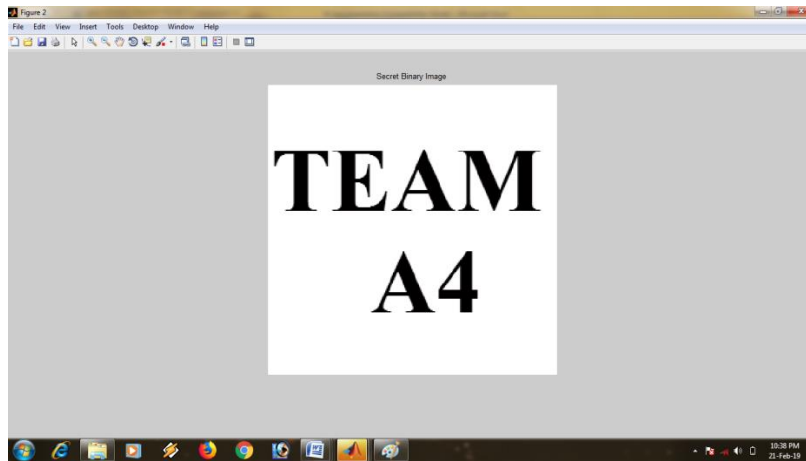 Figure 2
File Edit View Insert Tools Desktop Window Help
Secret Binary Image
TEAM
A4
10:38 PM
21-Feb-19